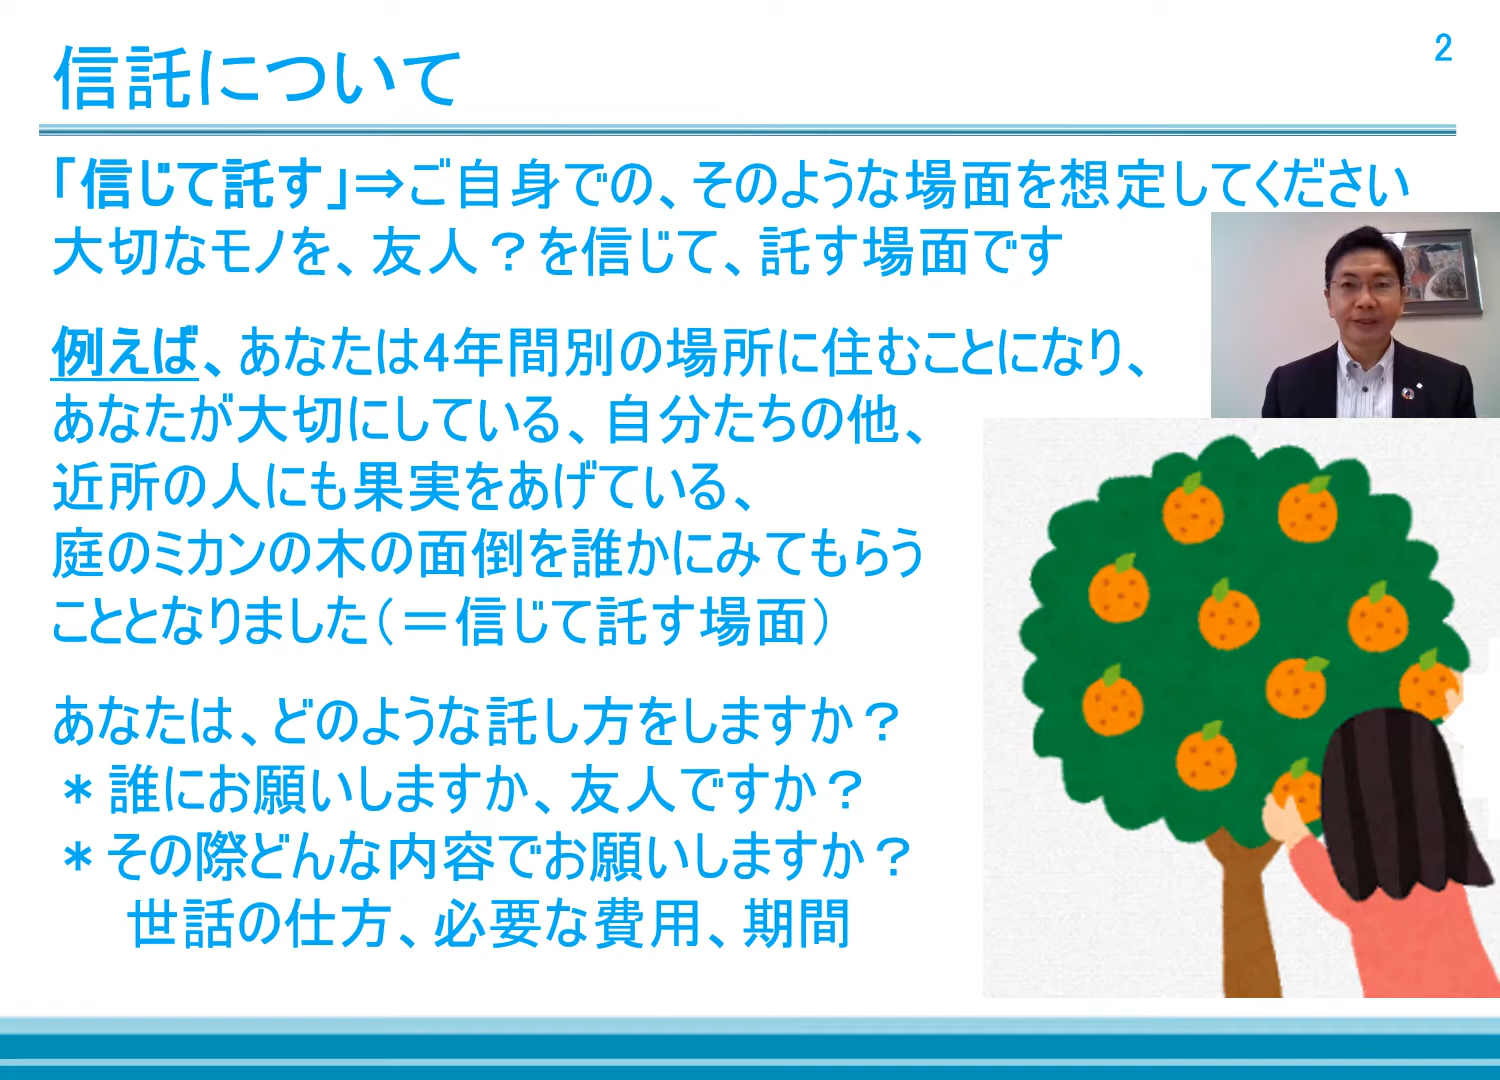 信託について
2
「信じて託す」⇒ご自身での、そのような場面を想定してください
大切なモノを、友人？を信じて、託す場面です
例えば、あなたは4年間別の場所に住むことになり、
あなたが大切にしている、自分たちの他、
近所の人にも果実をあげている、
庭のミカンの木の面倒を誰かにみてもらう
こととなりました（＝信じて託す場面）
あなたは、どのような託し方をしますか？
＊誰にお願いしますか、友人ですか？
＊その際どんな内容でお願いしますか？
世話の仕方、必要な費用、期間